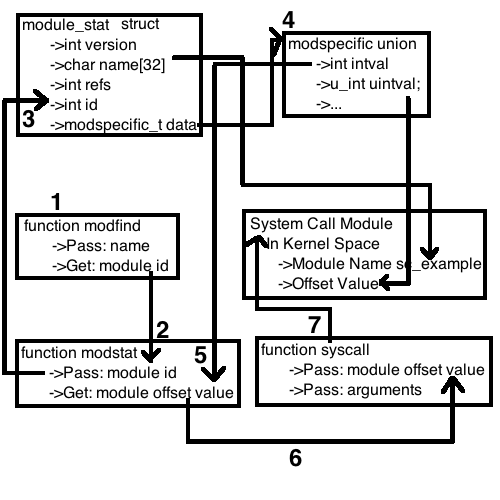 module_stat struct
->int version
->char name[32]
->int refs
->int id
->modspecific_t data
3
4
modspecific union
->int intval
->u_int uintval;
->...
1
function modfind
->Pass: name
->Get: module id
System Call Module
In Kernel Space
->Module Name sc_example
->Offset Value
2
function modstat
->Pass: module id
->Get: module offset value
5
7
function syscall
->Pass: module offset value
->Pass: arguments
6